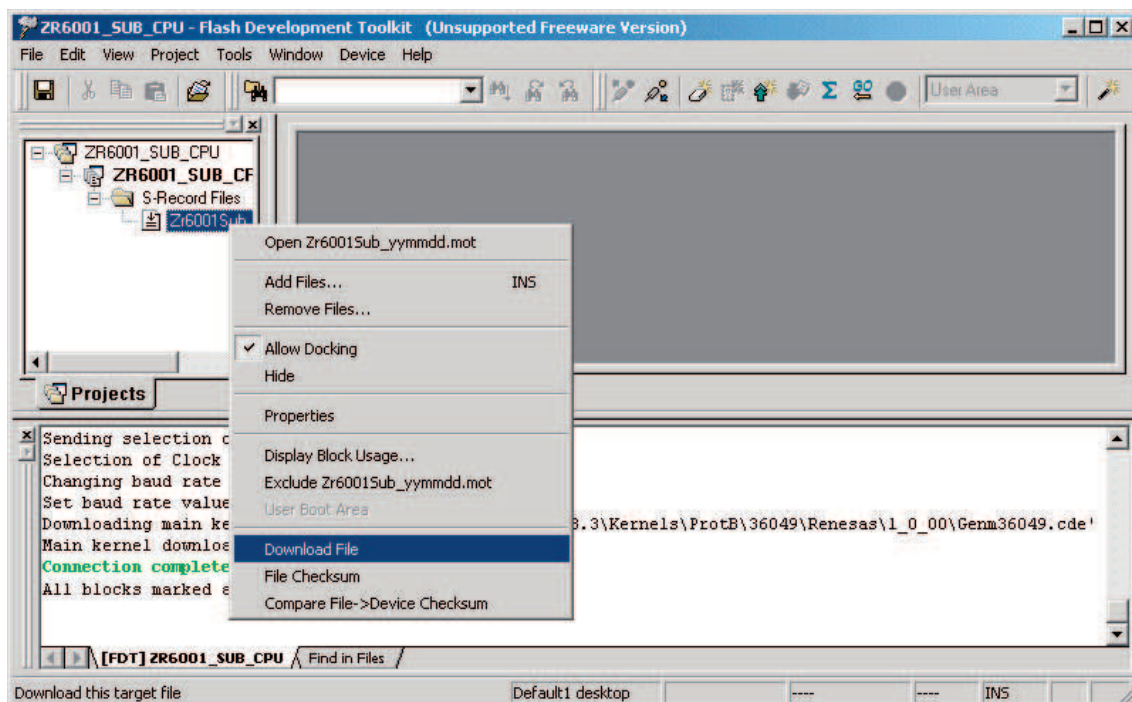 ZR6001_SUB_CPU - Flash Development Toolkit (Unsupported Freeware Version)
File Edit View Project Tools Window Device Help
User Area
ZR6001_SUB_CPU
ZR6001_SUB_CF
S-Record Files
Zr6001Sub
Projects
Open Zr6001Sub_yymmdd.mot
Add Files... INS
Remove Files...
Allow Docking
Hide
Properties
Display Block Usage...
Exclude Zr6001Sub_yymmdd.mot
User Boot Area
Download File
File Checksum
Compare File->Device Checksum
Sending selection
Selection of Clock
Changing baud rate
Set baud rate value
Downloading main ke 3.3\Kernels\ProtB\36049\Renesas\1_0_00\Genm36049.cde'
Main kernel downloa
Connection complete
All blocks marked
[FDT] ZR6001_SUB_CPU Find in Files
Download this target file Default1 desktop ---- ---- INS